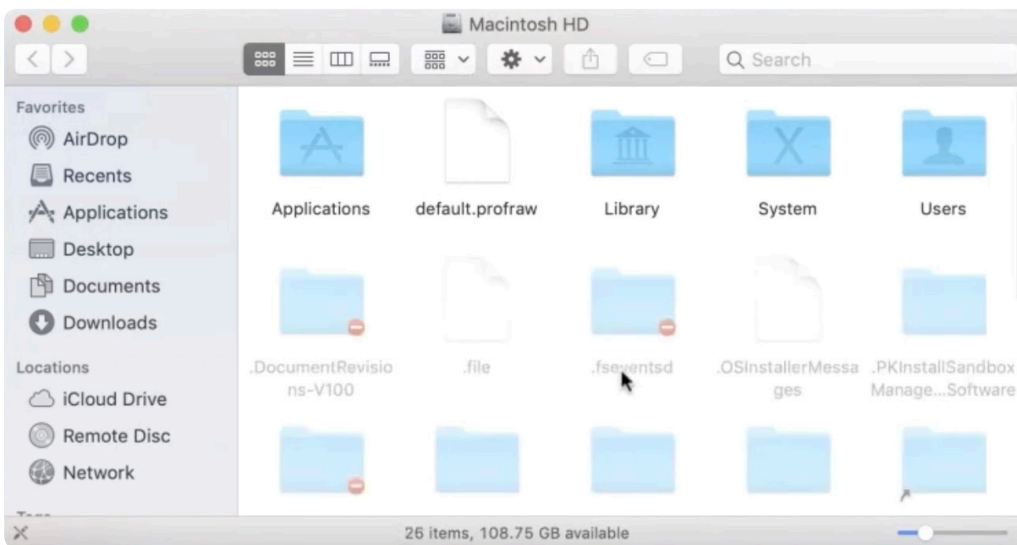 Macintosh HD
Search
Favorites
AirDrop
Recents
Applications
Desktop
Documents
Downloads
Locations
iCloud Drive
Remote Disc
Network
Applications
default.profraw
Library
System
Users
.DocumentRevisio
ns-V100
.file
.fseventsd
.OSInstallerMessa
ges
.PKInstallSandbox
Manage...Software
26 items, 108.75 GB available